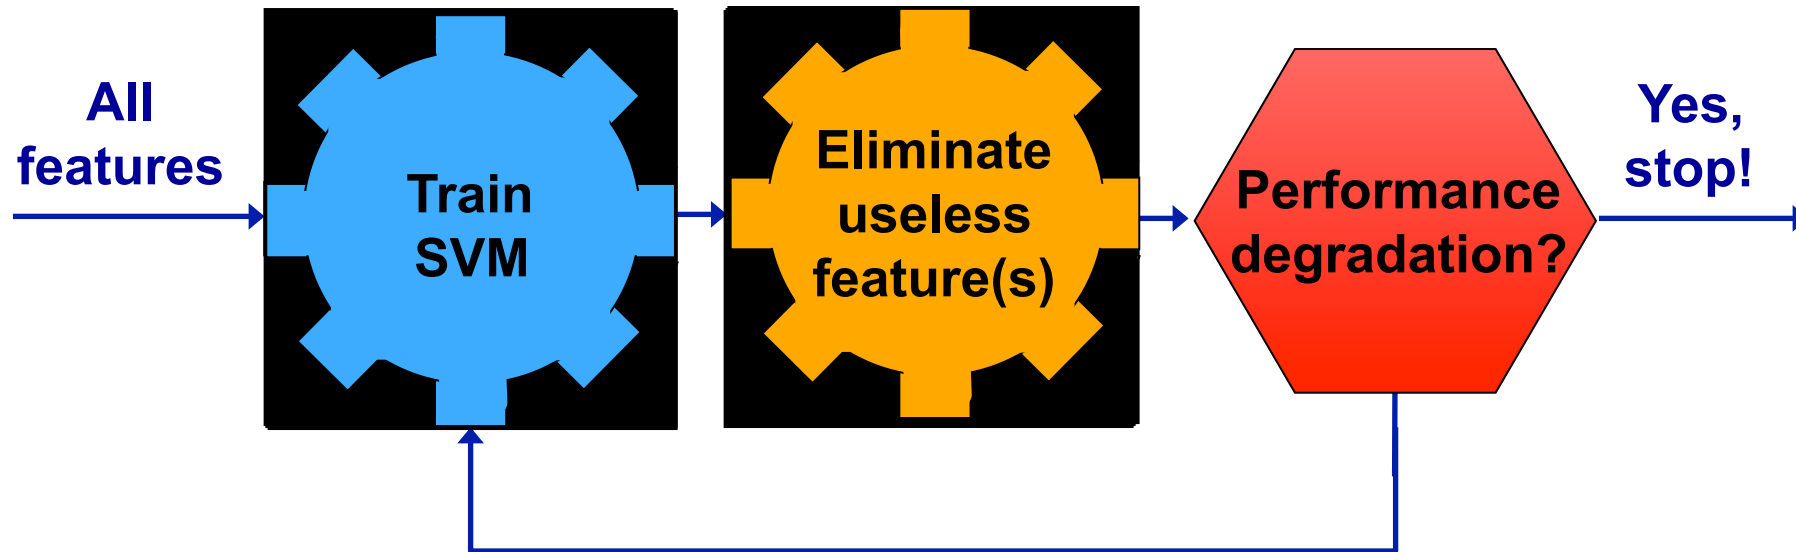 All
features
Train
SVM
Eliminate
useless
feature(s)
Performance
degradation?
Yes,
stop!